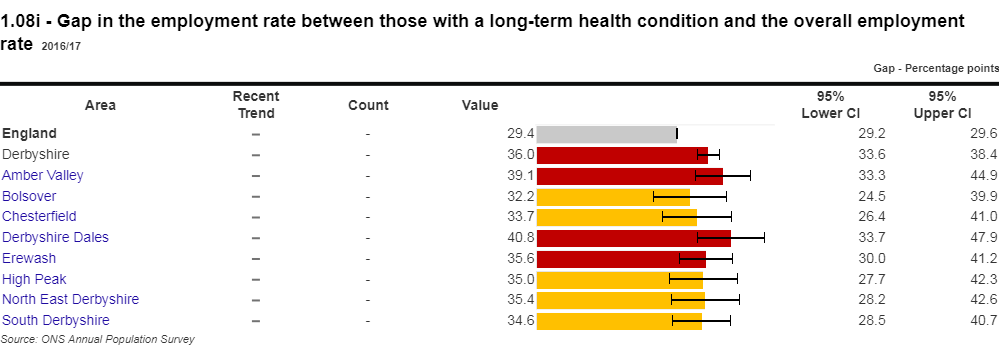 1.08i - Gap in the employment rate between those with a long-term health condition and the overall employment
rate 2016/17
Gap - Percentage points
Area Recent Trend Count Value 95% Lower CI 95% Upper CI
England – - 29.4 29.2 29.6
Derbyshire – - 36.0 33.6 38.4
Amber Valley – - 39.1 33.3 44.9
Bolsover – - 32.2 24.5 39.9
Chesterfield – - 33.7 26.4 41.0
Derbyshire Dales – - 40.8 33.7 47.9
Erewash – - 35.6 30.0 41.2
High Peak – - 35.0 27.7 42.3
North East Derbyshire – - 35.4 28.2 42.6
South Derbyshire – - 34.6 28.5 40.7
Source: ONS Annual Population Survey